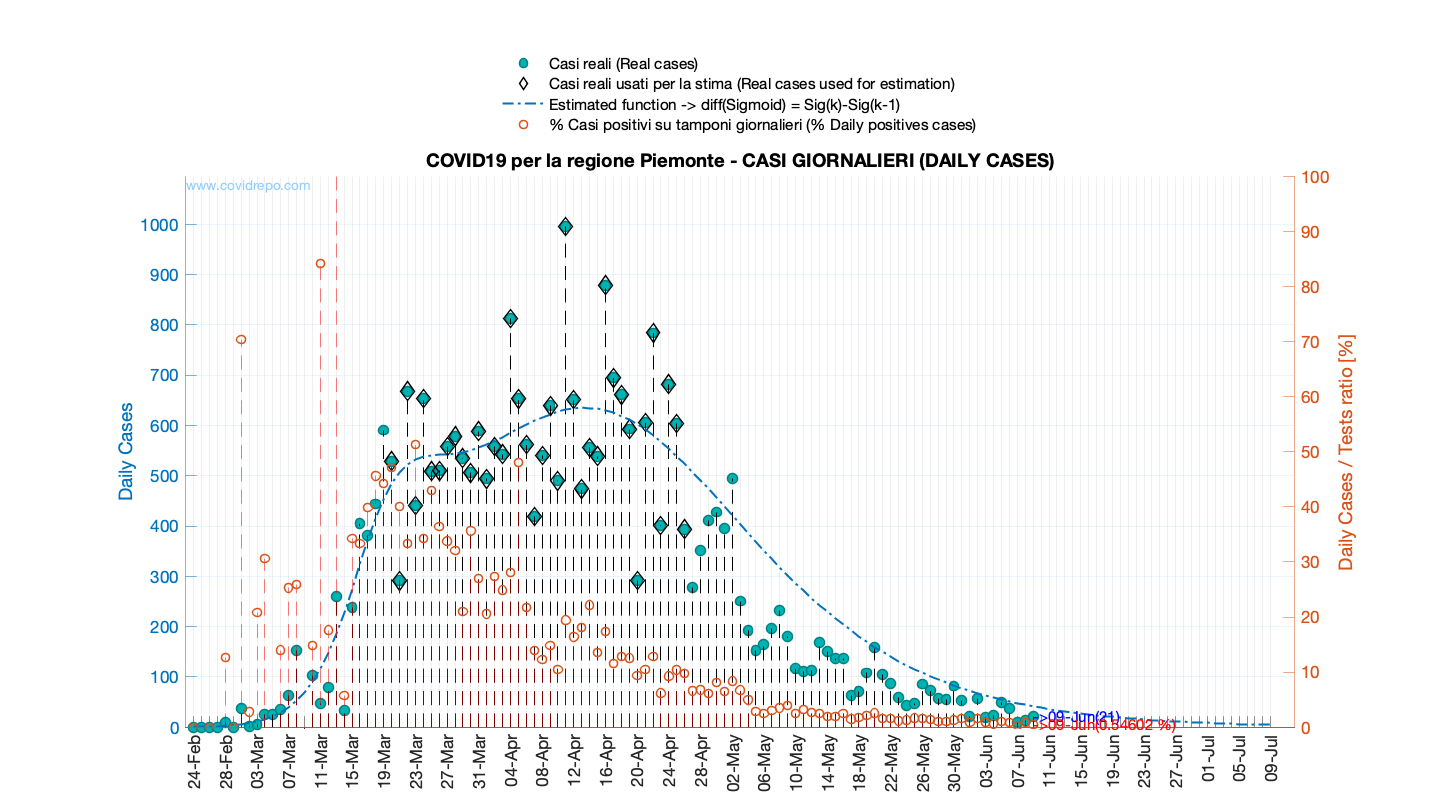 Casi reali (Real cases)
Casi reali usati per la stima (Real cases used for estimation)
Estimated function -> diff(Sigmoid) = Sig(k)-Sig(k-1)
% Casi positivi su tamponi giornalieri (% Daily positives cases)
COVID19 per la regione Piemonte - CASI GIORNALIERI (DAILY CASES)
www.covidrepo.com
Daily Cases
1000
900
800
700
600
500
400
300
200
100
0
100
90
80
70
60
50
40
30
20
10
0
Daily Cases / Tests ratio [%]
->09-Jun(21)
->09-Jun(0.54602 %)
24-Feb
28-Feb
03-Mar
07-Mar
11-Mar
15-Mar
19-Mar
23-Mar
27-Mar
31-Mar
04-Apr
08-Apr
12-Apr
16-Apr
20-Apr
24-Apr
28-Apr
02-May
06-May
10-May
14-May
18-May
22-May
26-May
30-May
03-Jun
07-Jun
11-Jun
15-Jun
19-Jun
23-Jun
27-Jun
01-Jul
05-Jul
09-Jul